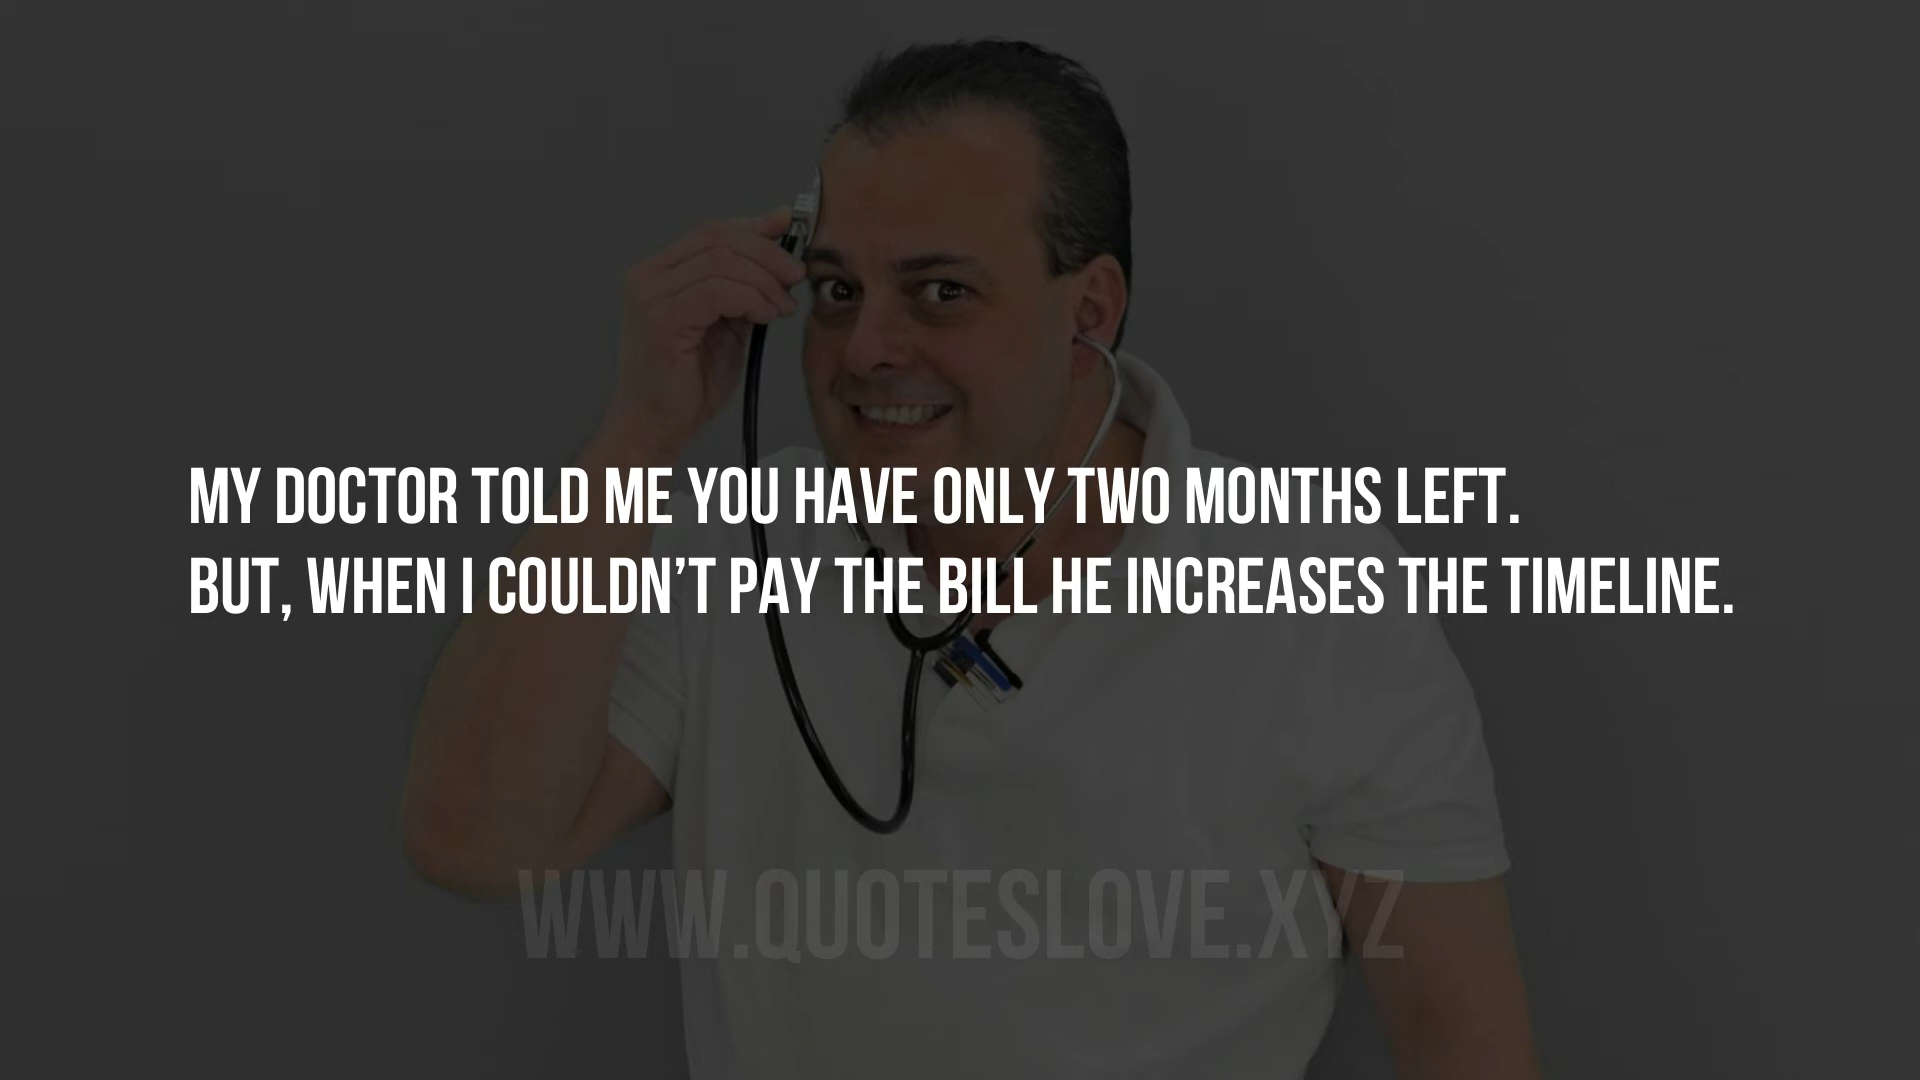 MY DOCTOR TOLD ME YOU HAVE ONLY TWO MONTHS LEFT.
BUT, WHEN I COULDN’T PAY THE BILL HE INCREASES THE TIMELINE.
WWW.QUOTESLOVE.XYZ